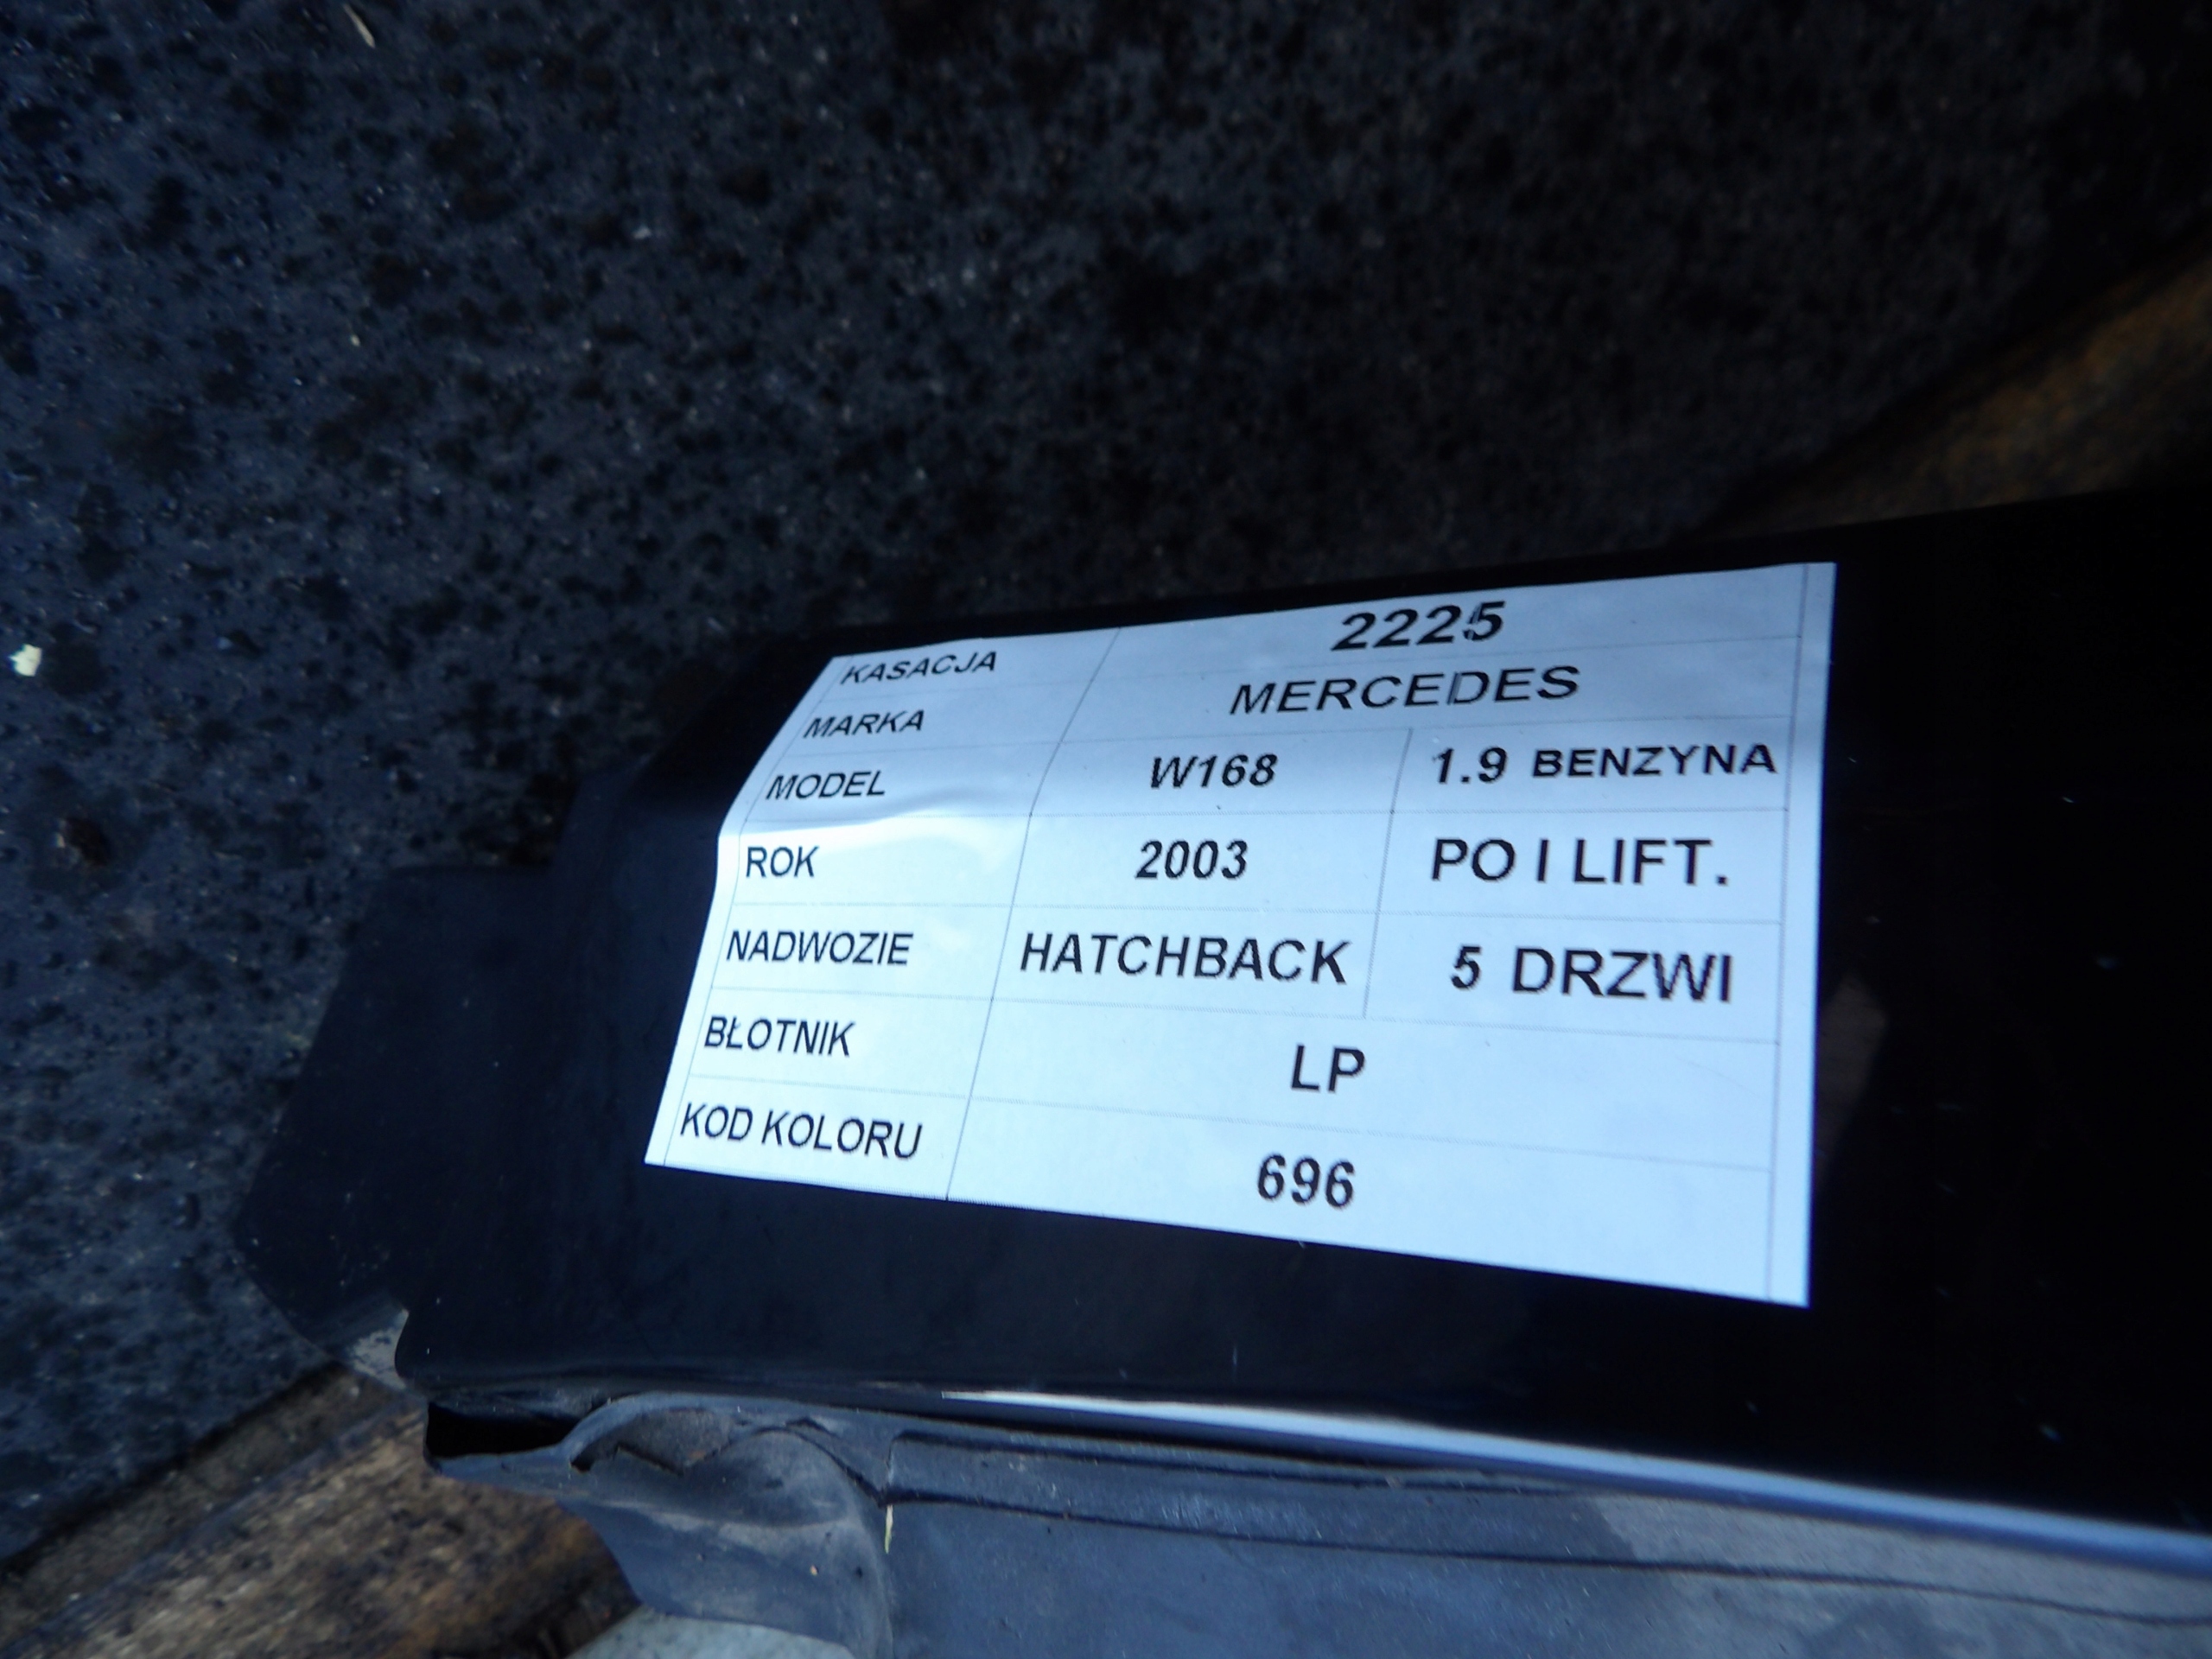 KASACJA 2225
MARKA MERCEDES
MODEL W168 1.9 BENZYNA
ROK 2003 PO I LIFT.
NADWOZIE HATCHBACK 5 DRZWI
BŁOTNIK LP
KOD KOLORU 696